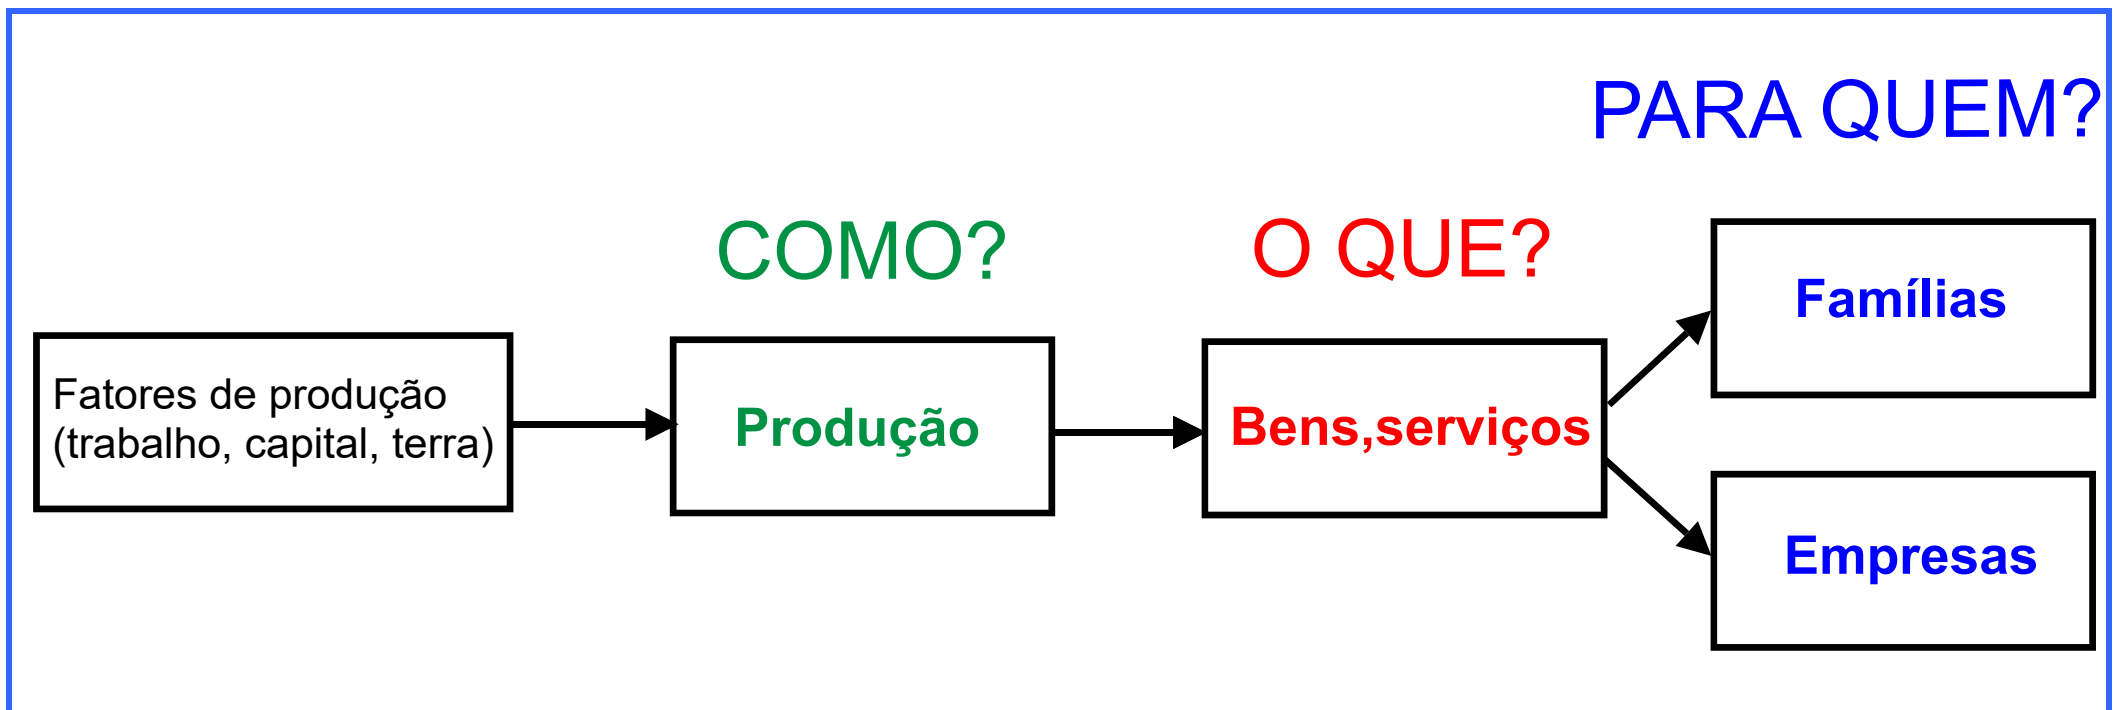 PARA QUEM?
COMO?
O QUE?
Famílias
Fatores de produção
(trabalho, capital, terra)
Produção
Bens,serviços
Empresas